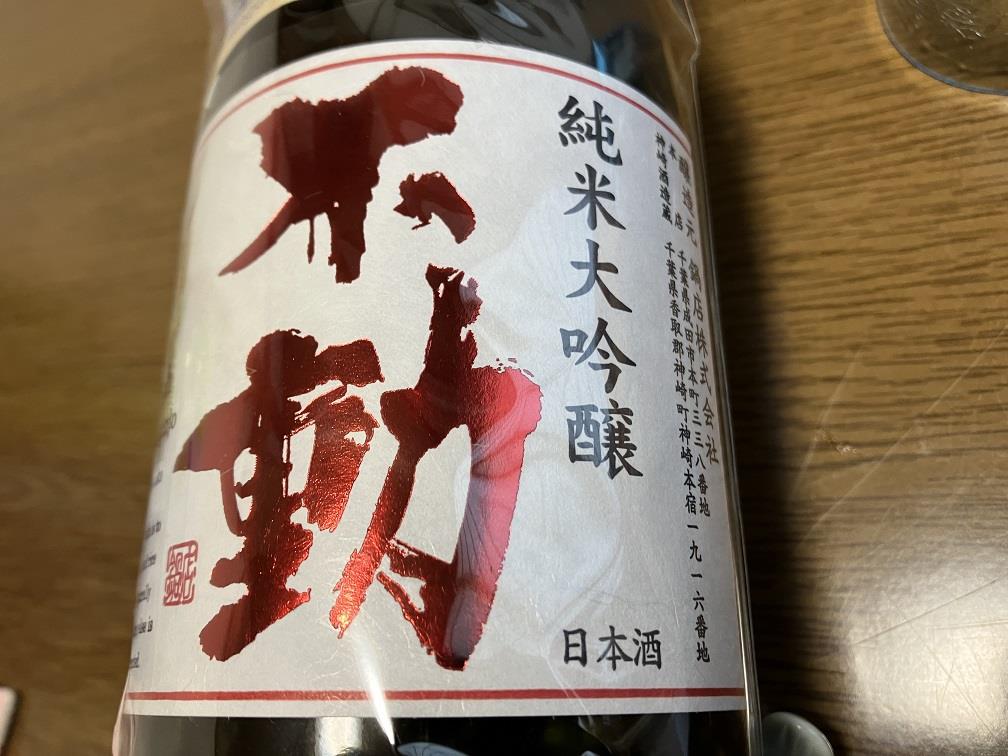 醸造元 鍋店株式会社
本店 千葉県成田市本町三三八番地
神崎酒造蔵 千葉県香取郡神崎町神崎本宿一九一六番地
純米大吟醸
日本酒
不動